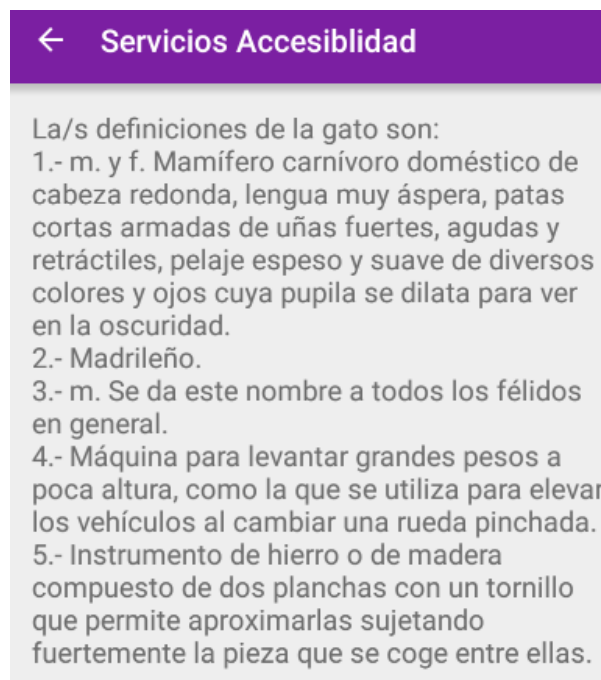 Servicios Accesiblidad
La/s definiciones de la gato son:
1.- m. y f. Mamífero carnívoro doméstico de
cabeza redonda, lengua muy áspera, patas
cortas armadas de uñas fuertes, agudas y
retráctiles, pelaje espeso y suave de diversos
colores y ojos cuya pupila se dilata para ver
en la oscuridad.
2.- Madrileño.
3.- m. Se da este nombre a todos los félidos
en general.
4.- Máquina para levantar grandes pesos a
poca altura, como la que se utiliza para elevar
los vehículos al cambiar una rueda pinchada.
5.- Instrumento de hierro o de madera
compuesto de dos planchas con un tornillo
que permite aproximarlas sujetando
fuertemente la pieza que se coge entre ellas.